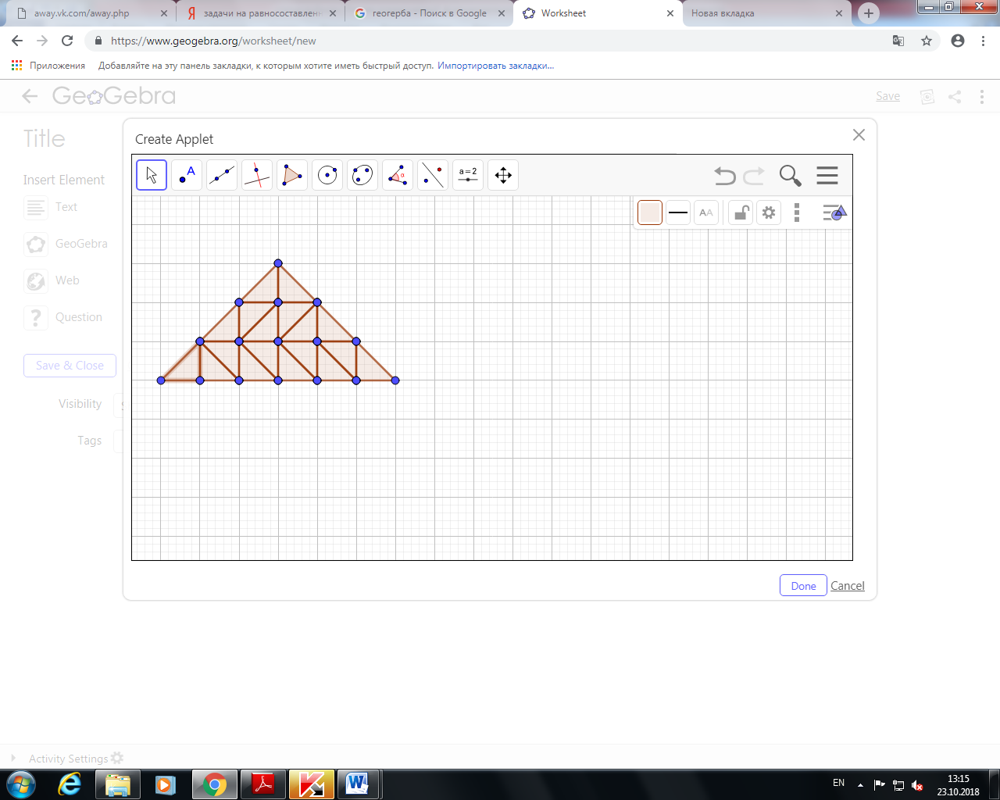 away.vk.com/away.php
задачи на равносоставлен
геогерба - Поиск в Google
Worksheet
Новая вкладка
https://www.geogebra.org/worksheet/new
Приложения
Добавляйте на эту панель закладки, к которым хотите иметь быстрый доступ.
Импортировать закладки...
GeoGebra
Save
Title
Create Applet
Insert Element
Text
GeoGebra
Web
Question
Save & Close
Visibility
Tags
A
α
a=2
AA
Done
Cancel
Activity Settings
EN
13:15
23.10.2018